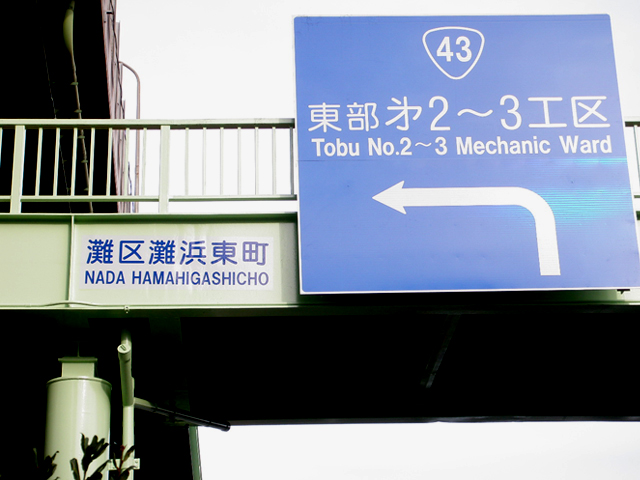 43
東部第2～3工区
Tobu No.2～3 Mechanic Ward
灘区灘浜東町
NADA HAMAHIGASHICHO